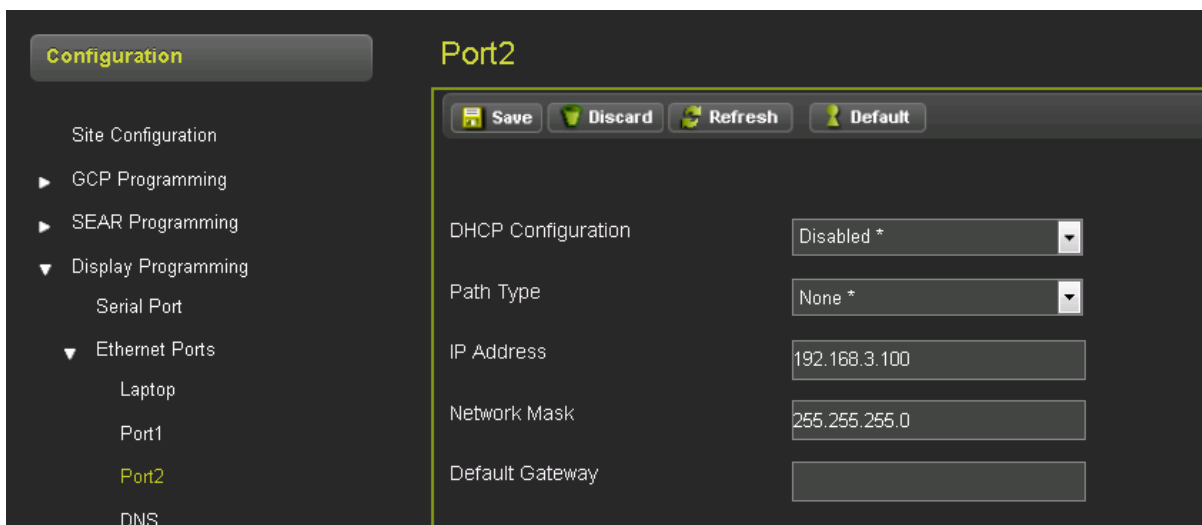 Configuration
Site Configuration
GCP Programming
SEAR Programming
Display Programming
Serial Port
Ethernet Ports
Laptop
Port1
Port2
DNS
Port2
Save Discard Refresh Default
DHCP Configuration Disabled *
Path Type None *
IP Address 192.168.3.100
Network Mask 255.255.255.0
Default Gateway